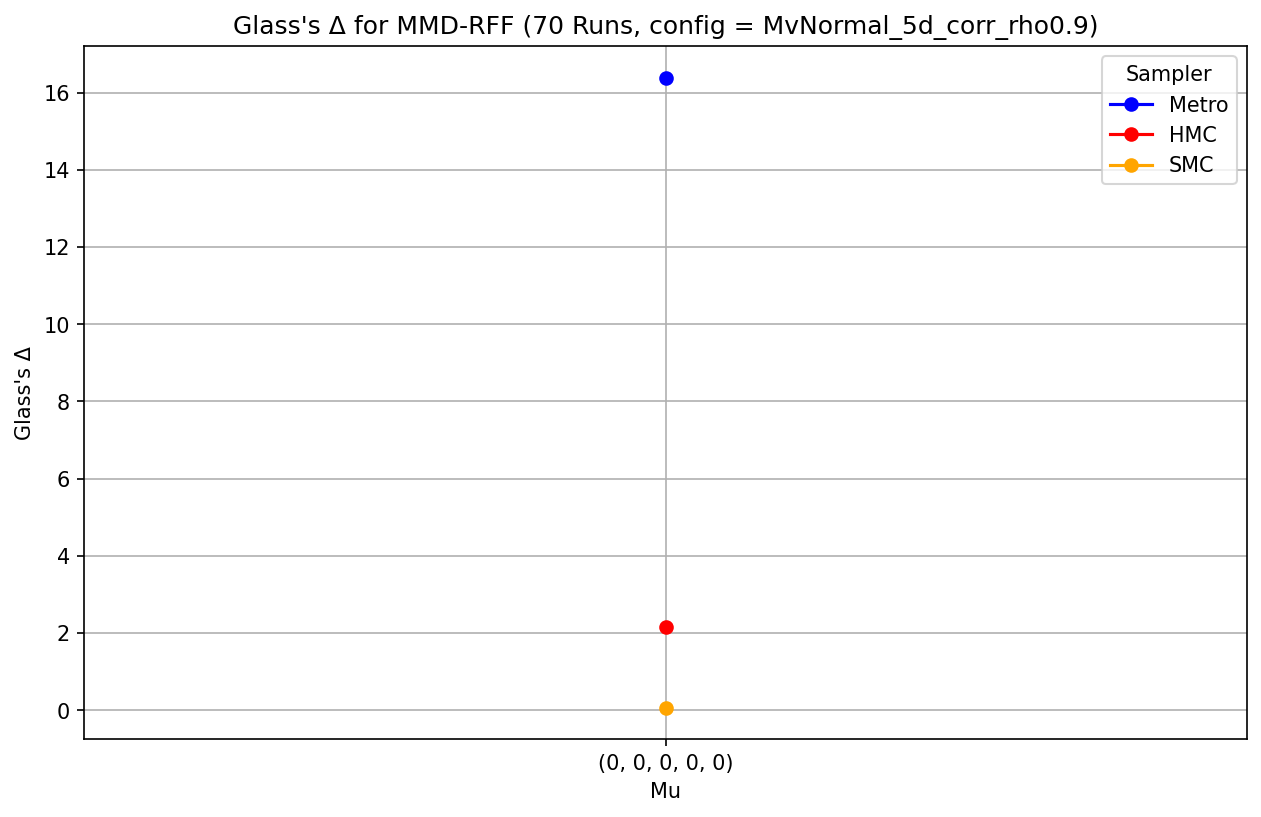 Glass's Δ for MMD-RFF (70 Runs, config = MvNormal_5d_corr_rho0.9)
Sampler
Metro
HMC
SMC
16
14
12
10
8
6
4
2
0
Glass's Δ
(0, 0, 0, 0, 0)
Mu